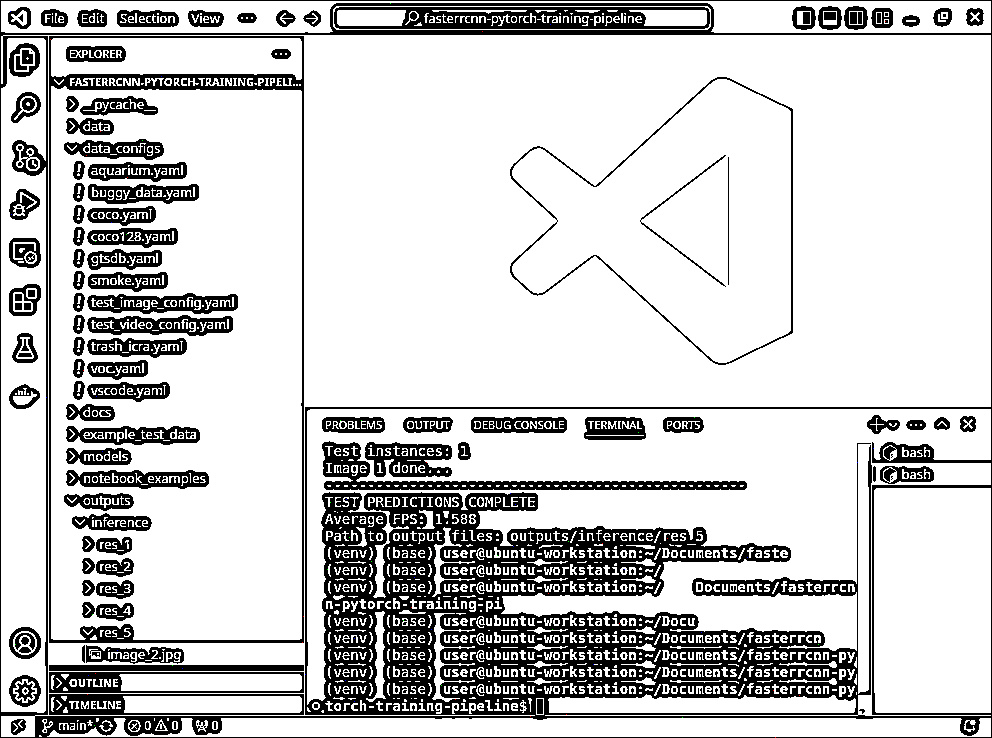 File Edit Selection View fasterrcnn-pytorch-training-pipeline
EXPLORER
FASTERRCNN-PYTORCH-TRAINING-PIPELI...
__pycache__
data
data_configs
! aquarium.yaml
! buggy_data.yaml
! coco.yaml
! coco128.yaml
! gtsdb.yaml
! smoke.yaml
! test_image_config.yaml
! test_video_config.yaml
! trash_icra.yaml
! voc.yaml
! vscode.yaml
docs
example_test_data
models
notebook_examples
outputs
inference
res_1
res_2
res_3
res_4
res_5
image_2.jpg
OUTLINE
TIMELINE
PROBLEMS OUTPUT DEBUG CONSOLE TERMINAL PORTS
Test instances: 1
Image 1 done...
--------------------------------------------------
TEST PREDICTIONS COMPLETE
Average FPS: 1.588
Path to output files: outputs/inference/res_5
(venv) (base) user@ubuntu-workstation:~/Documents/faste
(venv) (base) user@ubuntu-workstation:~/
(venv) (base) user@ubuntu-workstation:~/ Documents/fasterrcn
n-pytorch-training-pi
(venv) (base) user@ubuntu-workstation:~/Docu
(venv) (base) user@ubuntu-workstation:~/Documents/fasterrcn
(venv) (base) user@ubuntu-workstation:~/Documents/fasterrcnn-py
(venv) (base) user@ubuntu-workstation:~/Documents/fasterrcnn-py
(venv) (base) user@ubuntu-workstation:~/Documents/fasterrcnn-py
torch-training-pipeline$
bash
bash
main* 0 0 0